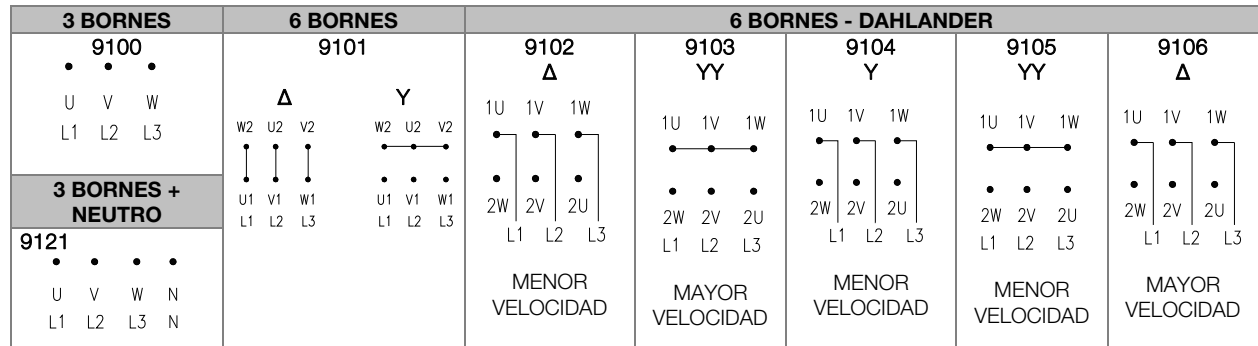 3 BORNES
9100
U V W
L1 L2 L3
3 BORNES +
NEUTRO
9121
U V W N
L1 L2 L3 N
6 BORNES
9101
Δ Y
W2 U2 V2 W2 U2 V2
U1 V1 W1 U1 V1 W1
L1 L2 L3 L1 L2 L3
6 BORNES - DAHLANDER
9102
Δ
1U 1V 1W
2W 2V 2U
L1 L2 L3
MENOR
VELOCIDAD
9103
YY
1U 1V 1W
2W 2V 2U
L1 L2 L3
MAYOR
VELOCIDAD
9104
Y
1U 1V 1W
2W 2V 2U
L1 L2 L3
MENOR
VELOCIDAD
9105
YY
1U 1V 1W
2W 2V 2U
L1 L2 L3
MENOR
VELOCIDAD
9106
Δ
1U 1V 1W
2W 2V 2U
L1 L2 L3
MAYOR
VELOCIDAD